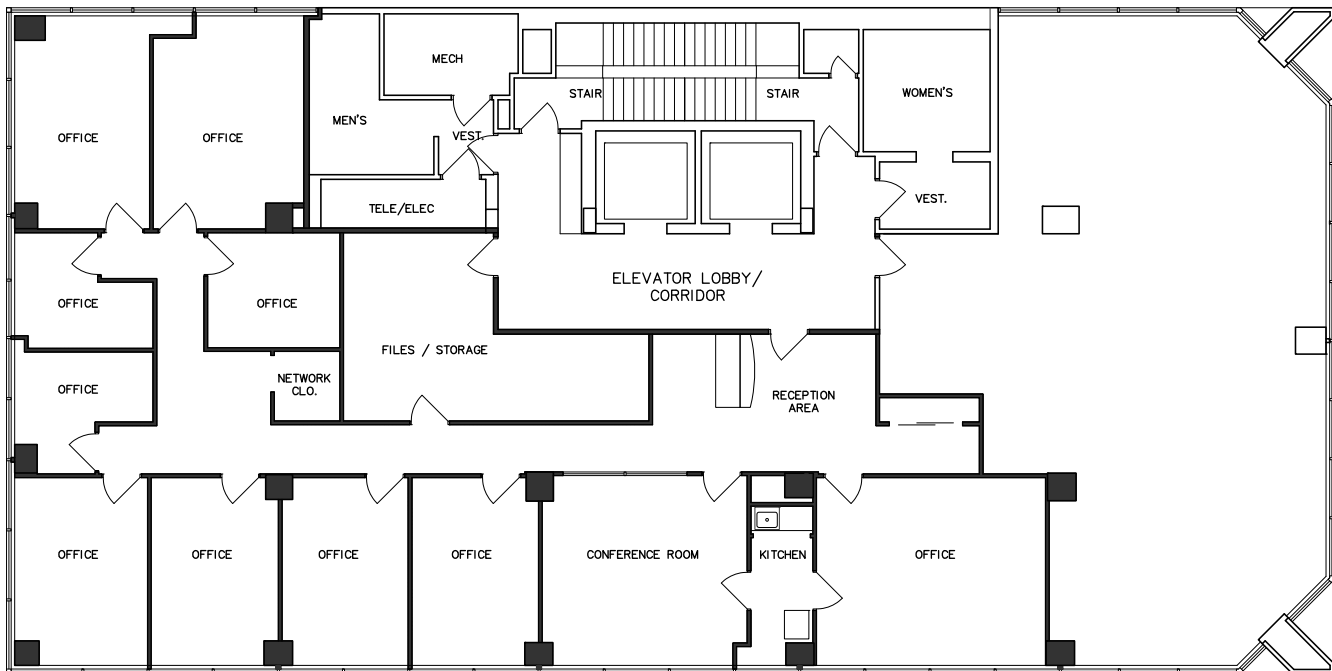 MECH
STAIR
STAIR
WOMEN'S
MEN'S
OFFICE
OFFICE
VEST.
VEST.
TELE/ELEC
ELEVATOR LOBBY/
CORRIDOR
OFFICE
OFFICE
FILES / STORAGE
NETWORK
CLO.
OFFICE
RECEPTION
AREA
OFFICE
OFFICE
OFFICE
OFFICE
CONFERENCE ROOM
KITCHEN
OFFICE